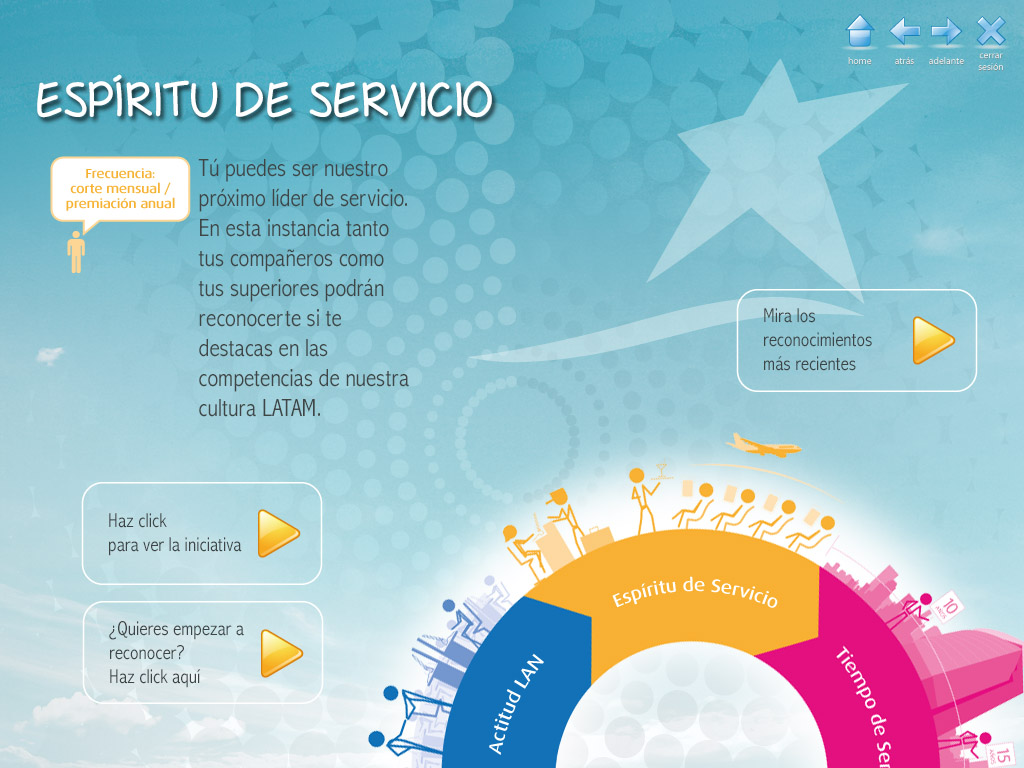 home
atrás
adelante
cerrar
sesión
ESPÍRITU DE SERVICIO
Frecuencia:
corte mensual /
premiación anual
Tú puedes ser nuestro
próximo líder de servicio.
En esta instancia tanto
tus compañeros como
tus superiores podrán
reconocerte si te
destacas en las
competencias de nuestra
cultura LATAM.
Mira los
reconocimientos
más recientes
Haz click
para ver la iniciativa
¿Quieres empezar a
reconocer?
Haz click aquí
Actitud LAN
Espíritu de Servicio
Tiempo de Ser
10
AÑOS
15
AÑOS